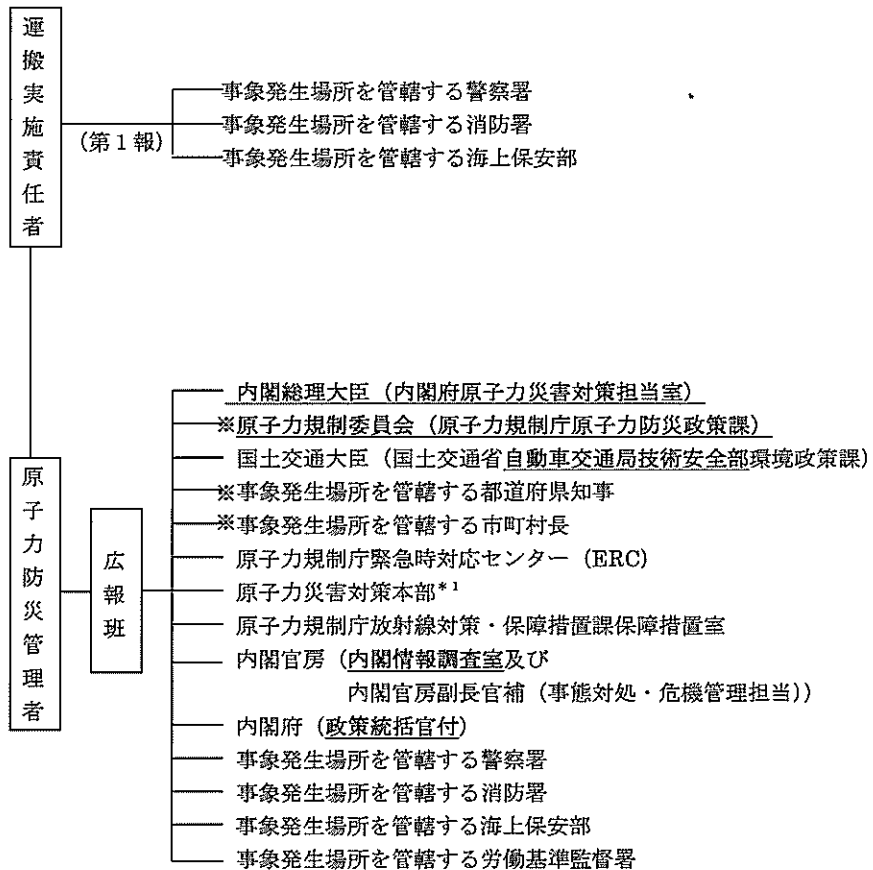 運搬実施責任者
(第1報)
事象発生場所を管轄する警察署
事象発生場所を管轄する消防署
事象発生場所を管轄する海上保安部
原子力防災管理者
広報班
内閣総理大臣（内閣府原子力災害対策担当室）
※原子力規制委員会（原子力規制庁原子力防災政策課）
国土交通大臣（国土交通省自動車交通局技術安全部環境政策課）
※事象発生場所を管轄する都道府県知事
※事象発生場所を管轄する市町村長
原子力規制庁緊急時対応センター（ERC）
原子力災害対策本部*1
原子力規制庁放射線対策・保障措置課保障措置室
内閣官房（内閣情報調査室及び
内閣官房副長官補（事態対処・危機管理担当））
内閣府（政策統括官付）
事象発生場所を管轄する警察署
事象発生場所を管轄する消防署
事象発生場所を管轄する海上保安部
事象発生場所を管轄する労働基準監督署